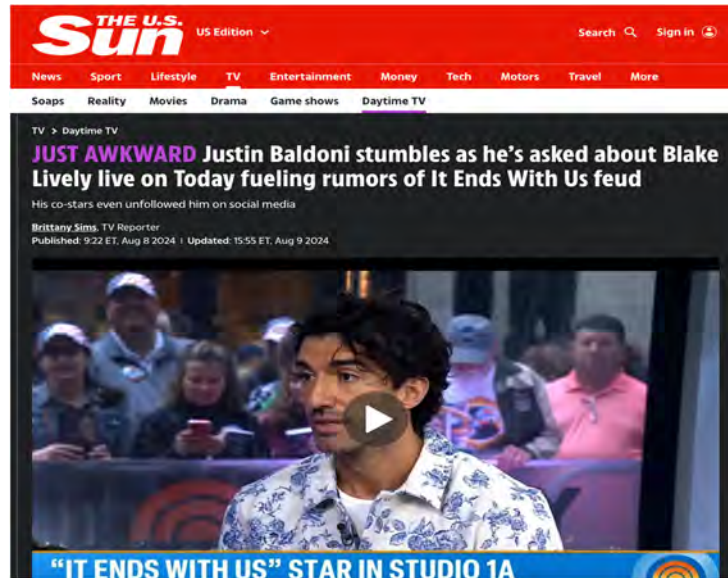 THE U.S.
Sun
US Edition
Search
Sign in
News Sport Lifestyle TV Entertainment Money Tech Motors Travel More
Soaps Reality Movies Drama Game shows Daytime TV
TV > Daytime TV
JUST AWKWARD Justin Baldoni stumbles as he's asked about Blake
Lively live on Today fueling rumors of It Ends With Us feud
His co-stars even unfollowed him on social media
Brittany Sims, TV Reporter
Published: 9:22 ET, Aug 8 2024 | Updated: 15:55 ET, Aug 9 2024
"IT ENDS WITH US" STAR IN STUDIO 1A